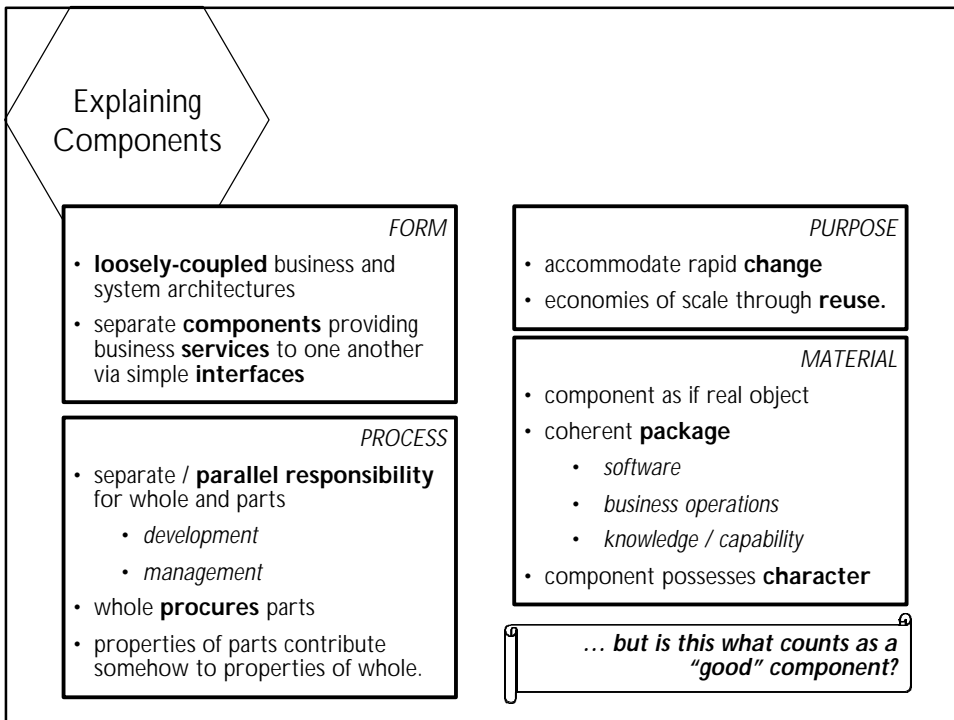 Explaining
Components
FORM
• loosely-coupled business and
system architectures
• separate components providing
business services to one another
via simple interfaces
PROCESS
• separate / parallel responsibility
for whole and parts
• development
• management
• whole procures parts
• properties of parts contribute
somehow to properties of whole.
PURPOSE
• accommodate rapid change
• economies of scale through reuse.
MATERIAL
• component as if real object
• coherent package
• software
• business operations
• knowledge / capability
• component possesses character
… but is this what counts as a
“good” component?